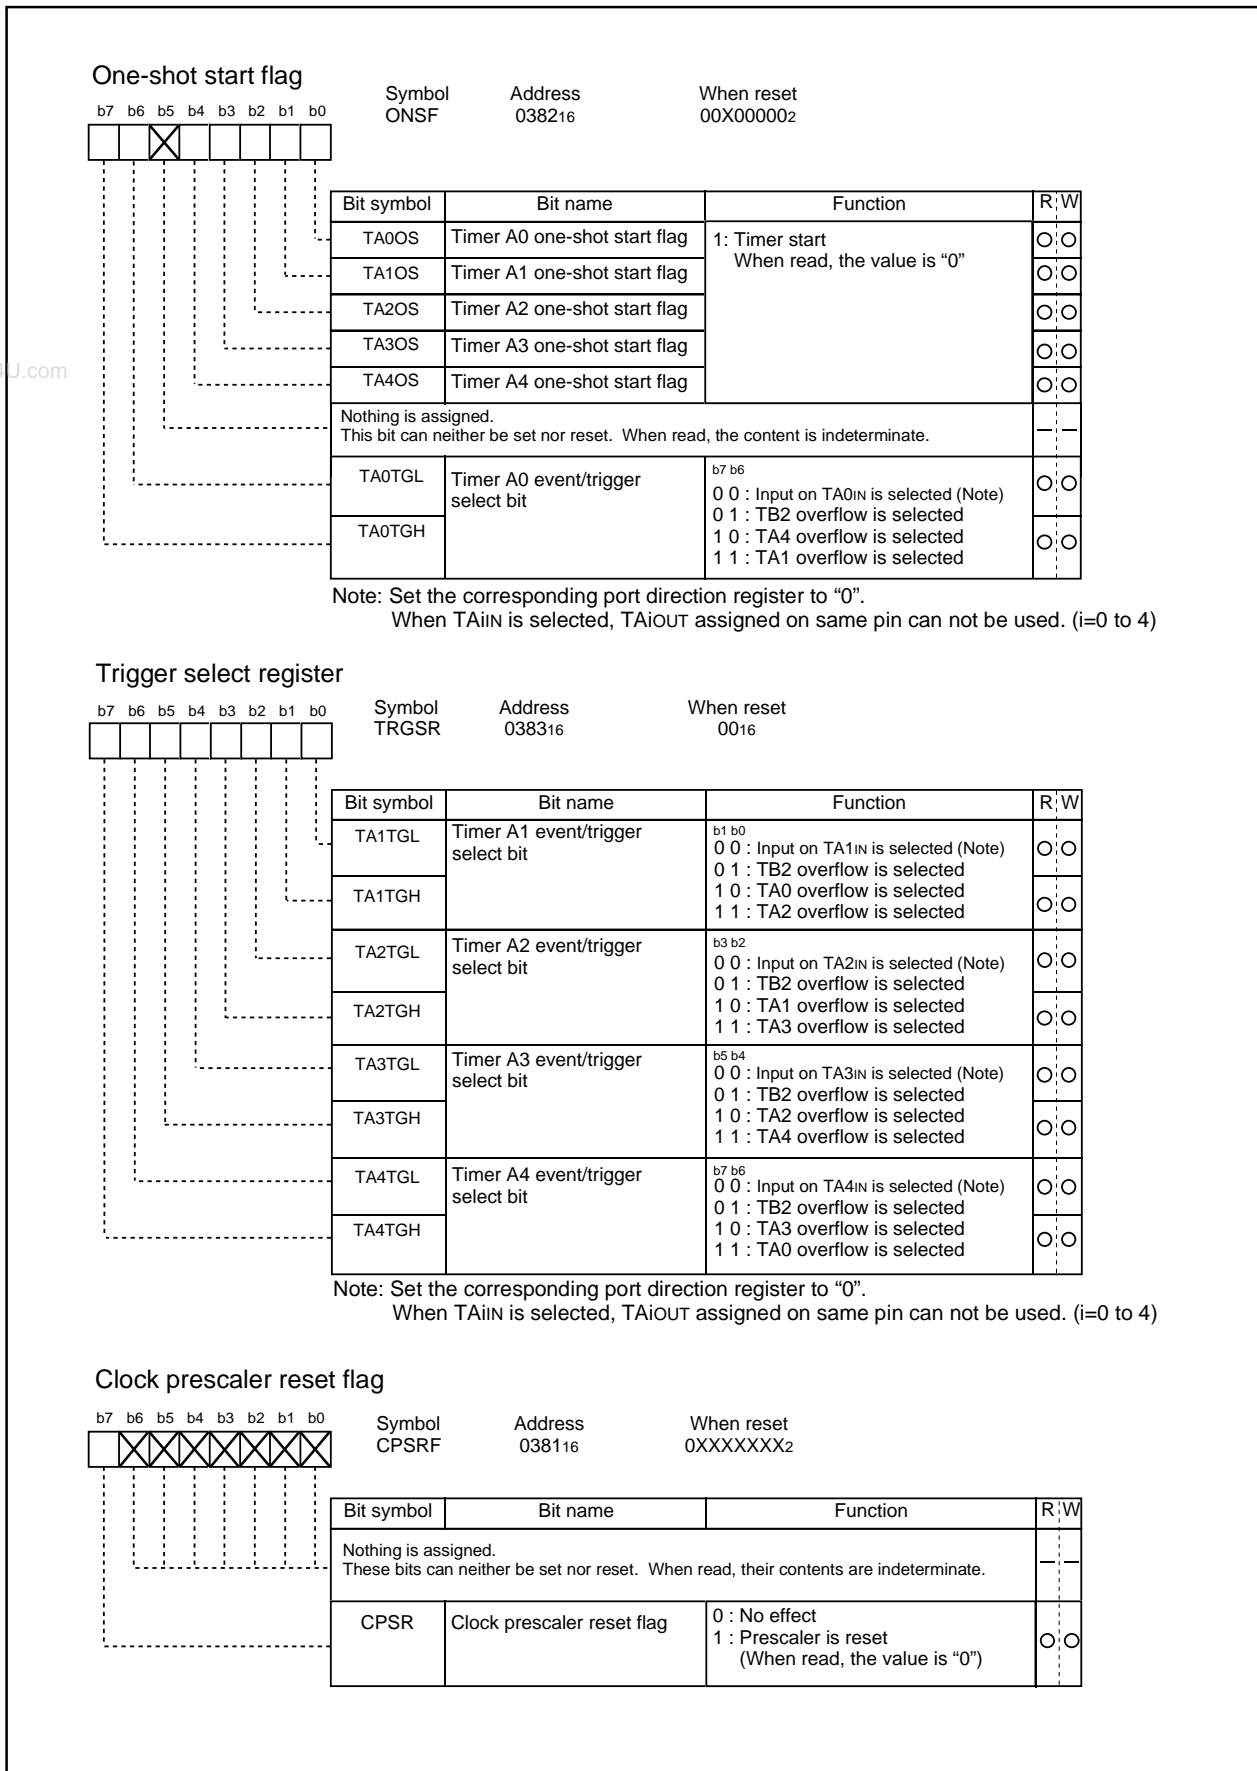 One-shot start flag
Symbol Address When reset
ONSF 038216 00X000002
b7 b6 b5 b4 b3 b2 b1 b0
Bit symbol Bit name Function R W
TA0OS Timer A0 one-shot start flag 1: Timer start
When read, the value is “0”
TA1OS Timer A1 one-shot start flag
TA2OS Timer A2 one-shot start flag
TA3OS Timer A3 one-shot start flag
4U.com
TA4OS Timer A4 one-shot start flag
Nothing is assigned.
This bit can neither be set nor reset. When read, the content is indeterminate.
TA0TGL Timer A0 event/trigger select bit b7 b6
0 0 : Input on TA0IN is selected (Note)
0 1 : TB2 overflow is selected
TA0TGH 1 0 : TA4 overflow is selected
1 1 : TA1 overflow is selected
Note: Set the corresponding port direction register to “0”.
When TAiIN is selected, TAiOUT assigned on same pin can not be used. (i=0 to 4)
Trigger select register
Symbol Address When reset
TRGSR 038316 0016
b7 b6 b5 b4 b3 b2 b1 b0
Bit symbol Bit name Function R W
TA1TGL Timer A1 event/trigger select bit b1 b0
0 0 : Input on TA1IN is selected (Note)
0 1 : TB2 overflow is selected
TA1TGH 1 0 : TA0 overflow is selected
1 1 : TA2 overflow is selected
TA2TGL Timer A2 event/trigger select bit b3 b2
0 0 : Input on TA2IN is selected (Note)
0 1 : TB2 overflow is selected
TA2TGH 1 0 : TA1 overflow is selected
1 1 : TA3 overflow is selected
TA3TGL Timer A3 event/trigger select bit b5 b4
0 0 : Input on TA3IN is selected (Note)
0 1 : TB2 overflow is selected
TA3TGH 1 0 : TA2 overflow is selected
1 1 : TA4 overflow is selected
TA4TGL Timer A4 event/trigger select bit b7 b6
0 0 : Input on TA4IN is selected (Note)
0 1 : TB2 overflow is selected
TA4TGH 1 0 : TA3 overflow is selected
1 1 : TA0 overflow is selected
Note: Set the corresponding port direction register to “0”.
When TAiIN is selected, TAiOUT assigned on same pin can not be used. (i=0 to 4)
Clock prescaler reset flag
Symbol Address When reset
CPSRF 038116 0XXXXXXX2
b7 b6 b5 b4 b3 b2 b1 b0
Bit symbol Bit name Function R W
Nothing is assigned.
These bits can neither be set nor reset. When read, their contents are indeterminate.
CPSR Clock prescaler reset flag 0 : No effect
1 : Prescaler is reset
(When read, the value is “0”)